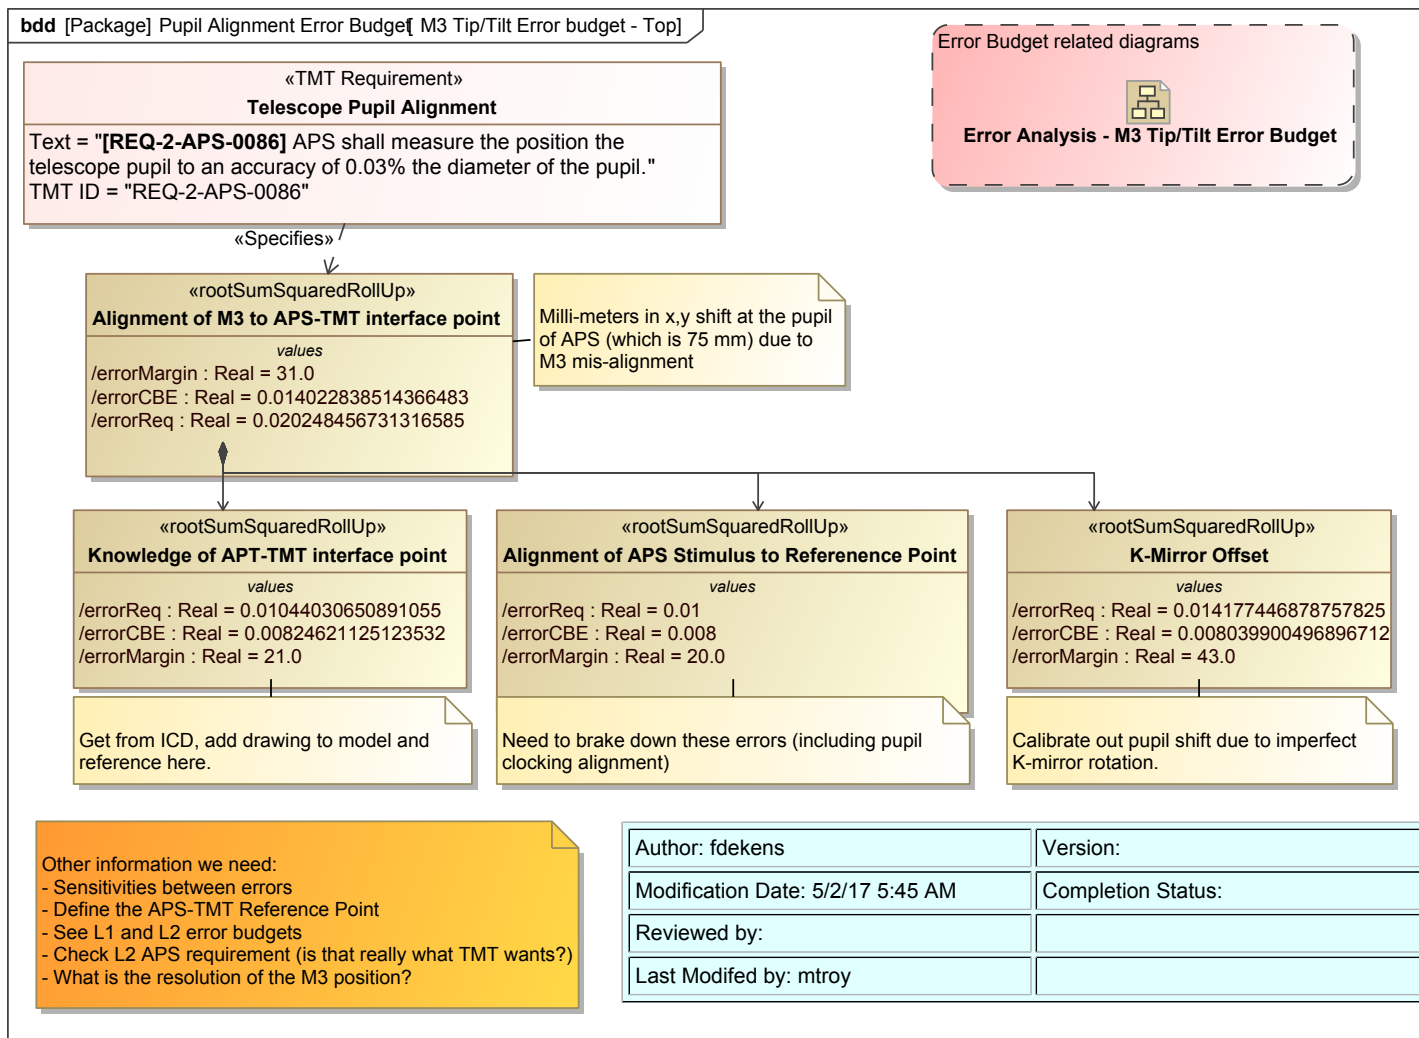 bdd [Package] Pupil Alignment Error Budget[ M3 Tip/Tilt Error budget - Top]
Error Budget related diagrams
Error Analysis - M3 Tip/Tilt Error Budget
«TMT Requirement»
Telescope Pupil Alignment
Text = "[REQ-2-APS-0086] APS shall measure the position the
telescope pupil to an accuracy of 0.03% the diameter of the pupil."
TMT ID = "REQ-2-APS-0086"
«Specifies»
«rootSumSquaredRollUp»
Alignment of M3 to APS-TMT interface point
values
/errorMargin : Real = 31.0
/errorCBE : Real = 0.014022838514366483
/errorReq : Real = 0.020248456731316585
Milli-meters in x,y shift at the pupil
of APS (which is 75 mm) due to
M3 mis-alignment
«rootSumSquaredRollUp»
Knowledge of APT-TMT interface point
values
/errorReq : Real = 0.01044030650891055
/errorCBE : Real = 0.00824621125123532
/errorMargin : Real = 21.0
Get from ICD, add drawing to model and
reference here.
«rootSumSquaredRollUp»
Alignment of APS Stimulus to Referenence Point
values
/errorReq : Real = 0.01
/errorCBE : Real = 0.008
/errorMargin : Real = 20.0
Need to brake down these errors (including pupil
clocking alignment)
«rootSumSquaredRollUp»
K-Mirror Offset
values
/errorReq : Real = 0.014177446878757825
/errorCBE : Real = 0.008039900496896712
/errorMargin : Real = 43.0
Calibrate out pupil shift due to imperfect
K-mirror rotation.
Other information we need:
- Sensitivities between errors
- Define the APS-TMT Reference Point
- See L1 and L2 error budgets
- Check L2 APS requirement (is that really what TMT wants?)
- What is the resolution of the M3 position?
Author: fdekens
Version:
Modification Date: 5/2/17 5:45 AM
Completion Status:
Reviewed by:
Last Modifed by: mtroy